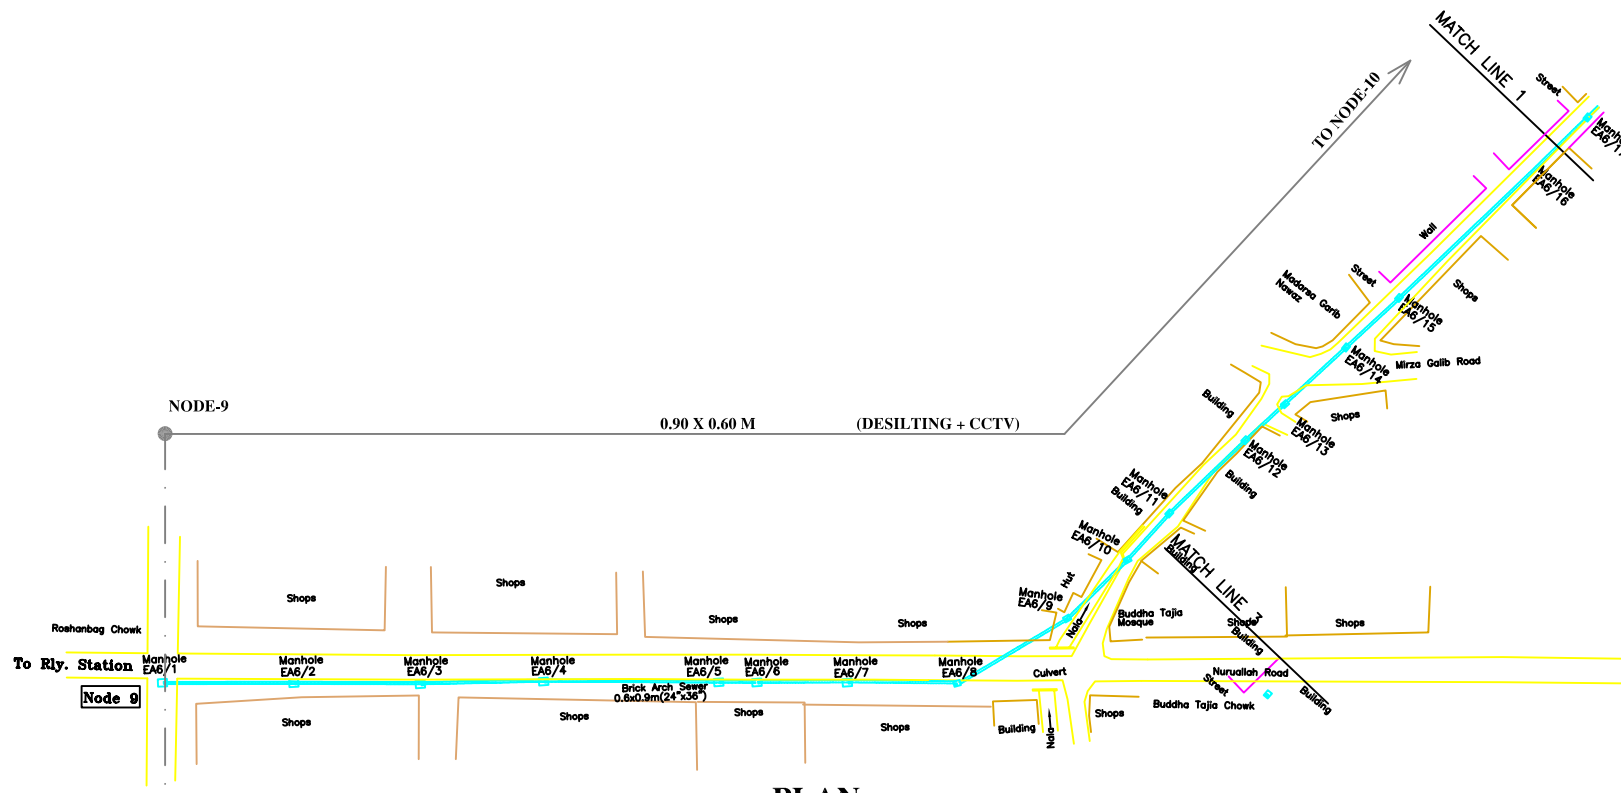 MATCH LINE 1
Street
TO NODE-10
Manhole
EA6/16
Wall
Street
Madarsa Garib
Nawaz
Shops
Manhole
EA6/15
Manhole
EA6/14
Mirza Galib Road
NODE-9
0.90 X 0.60 M
(DESILTING + CCTV)
Building
Shops
Manhole
EA6/13
Manhole
EA6/12
Building
Manhole
EA6/11
Building
Manhole
EA6/10
MATCH LINE 3
Building
Hut
Manhole
EA6/9
Nala
Buddha Tajia
Mosque
Shops
Shops
Shops
Shops
Shops
Shops
Building
Roshanbag Chowk
To Rly. Station
Manhole
EA6/1
Manhole
EA6/2
Manhole
EA6/3
Manhole
EA6/4
Manhole
EA6/5
Manhole
EA6/6
Manhole
EA6/7
Manhole
EA6/8
Culvert
Nuruallah Road
Street
Building
Node 9
Brick Arch Sewer
0.6x0.9m(24"x36")
Buddha Tajia Chowk
Shops
Shops
Shops
Shops
Building
Nala
Shops
PLAN